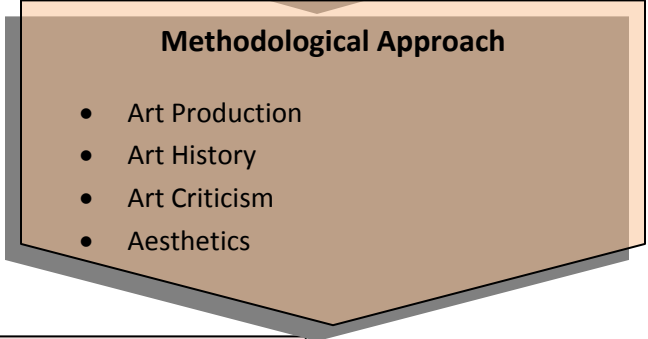 Methodological Approach
• Art Production
• Art History
• Art Criticism
• Aesthetics